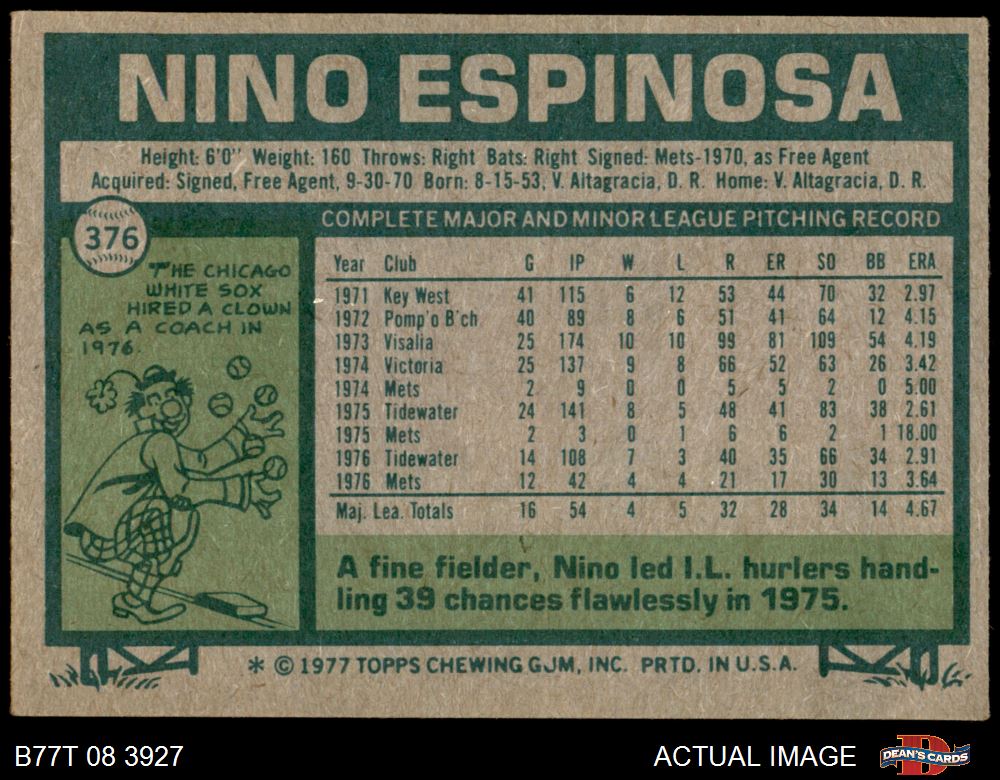 NINO ESPINOSA
Height: 6'0" Weight: 160 Throws: Right Bats: Right Signed: Mets-1970, as Free Agent
Acquired: Signed, Free Agent, 9-30-70 Born: 8-15-53, V. Altagracia, D. R. Home: V. Altagracia, D. R.
376
THE CHICAGO
WHITE SOX
HIRED A CLOWN
AS A COACH IN
1976.
COMPLETE MAJOR AND MINOR LEAGUE PITCHING RECORD
Year Club G IP W L R ER SO BB ERA
1971 Key West 41 115 6 12 53 44 70 32 2.97
1972 Pomp'o B'ch 40 89 8 6 51 41 64 12 4.15
1973 Visalia 25 174 10 10 99 81 109 54 4.19
1974 Victoria 25 137 9 8 66 52 63 26 3.42
1974 Mets 2 9 0 0 5 5 2 0 5.00
1975 Tidewater 24 141 8 5 48 41 83 38 2.61
1975 Mets 2 3 0 1 6 6 2 1 18.00
1976 Tidewater 14 108 7 3 40 35 66 34 2.91
1976 Mets 12 42 4 4 21 17 30 13 3.64
Maj. Lea. Totals 16 54 4 5 32 28 34 14 4.67
A fine fielder, Nino led I.L. hurlers hand-
ling 39 chances flawlessly in 1975.
* © 1977 TOPPS CHEWING GUM, INC. PRTD. IN U.S.A.
B77T 08 3927
ACTUAL IMAGE
DEAN'S CARDS